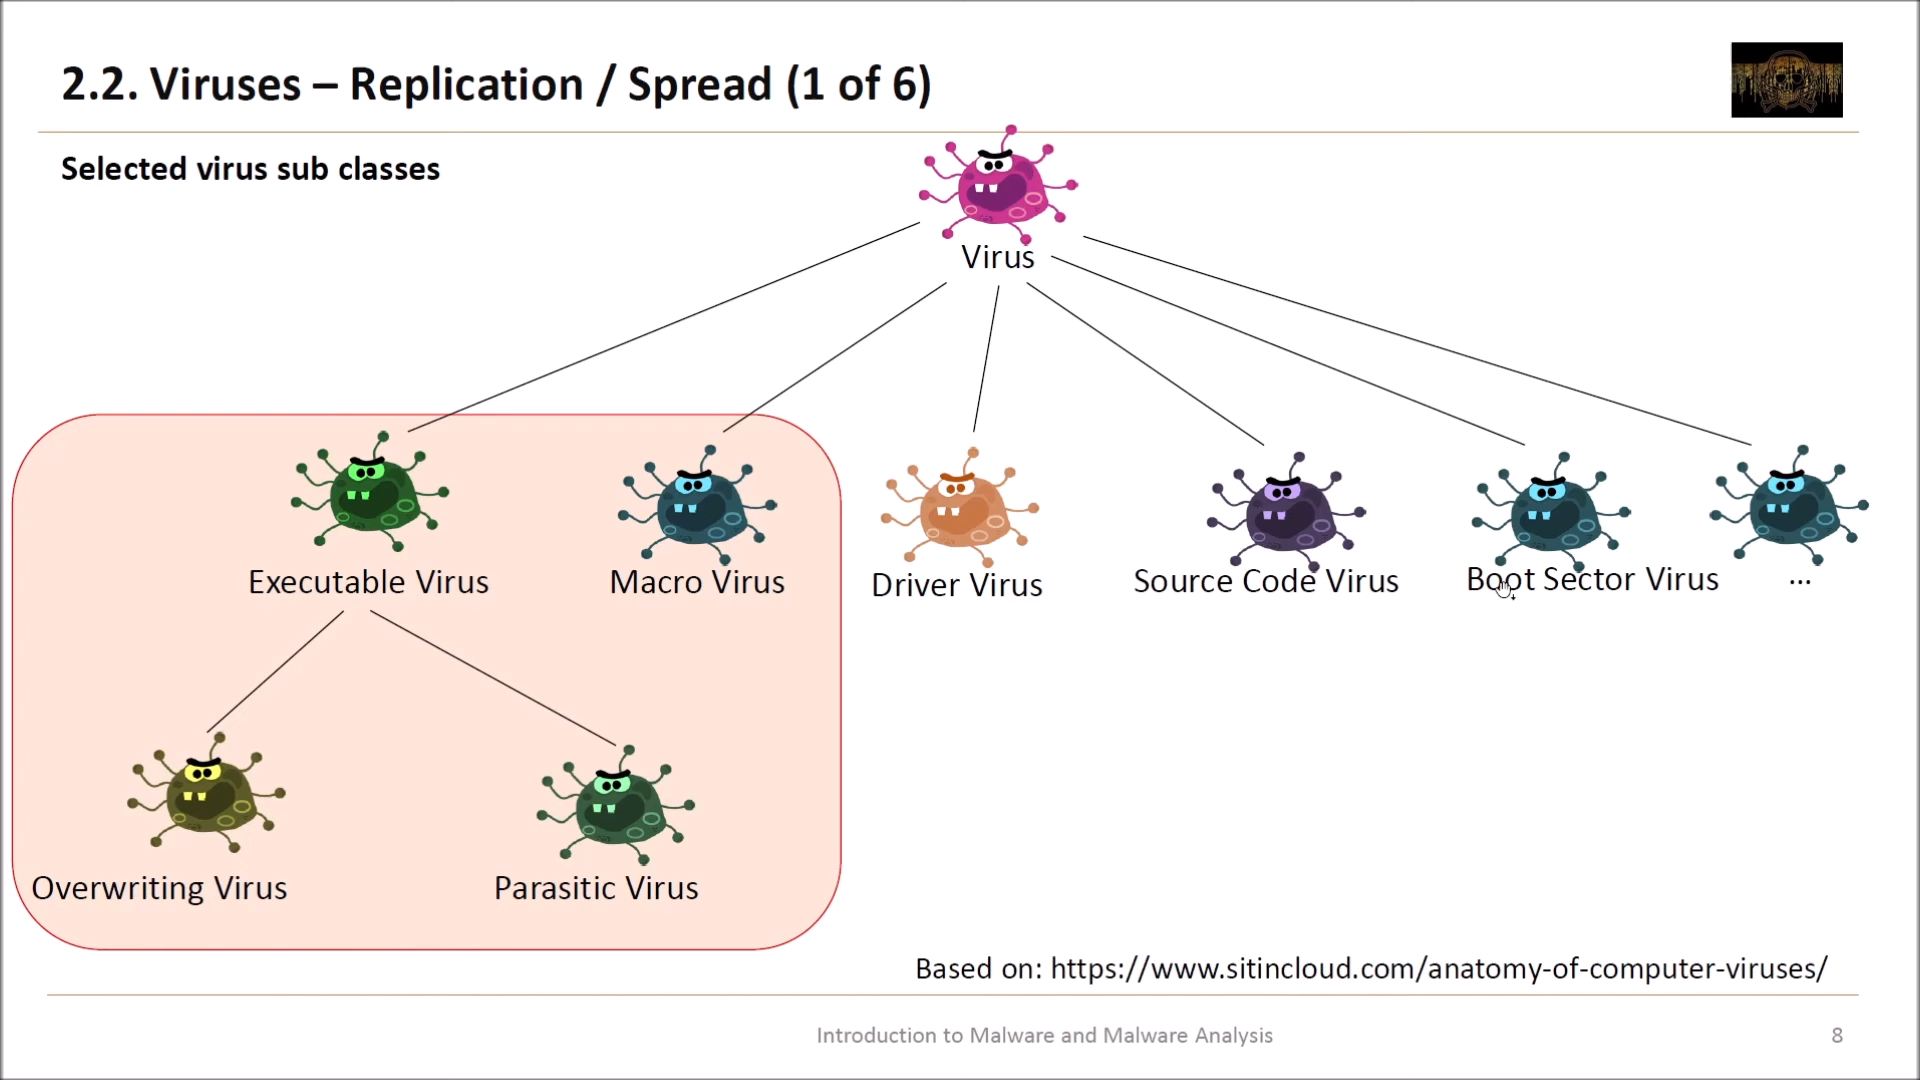 2.2. Viruses – Replication / Spread (1 of 6)
Selected virus sub classes
Virus
Executable Virus
Macro Virus
Driver Virus
Source Code Virus
Boot Sector Virus
...
Overwriting Virus
Parasitic Virus
Based on: https://www.sitincloud.com/anatomy-of-computer-viruses/
Introduction to Malware and Malware Analysis
8